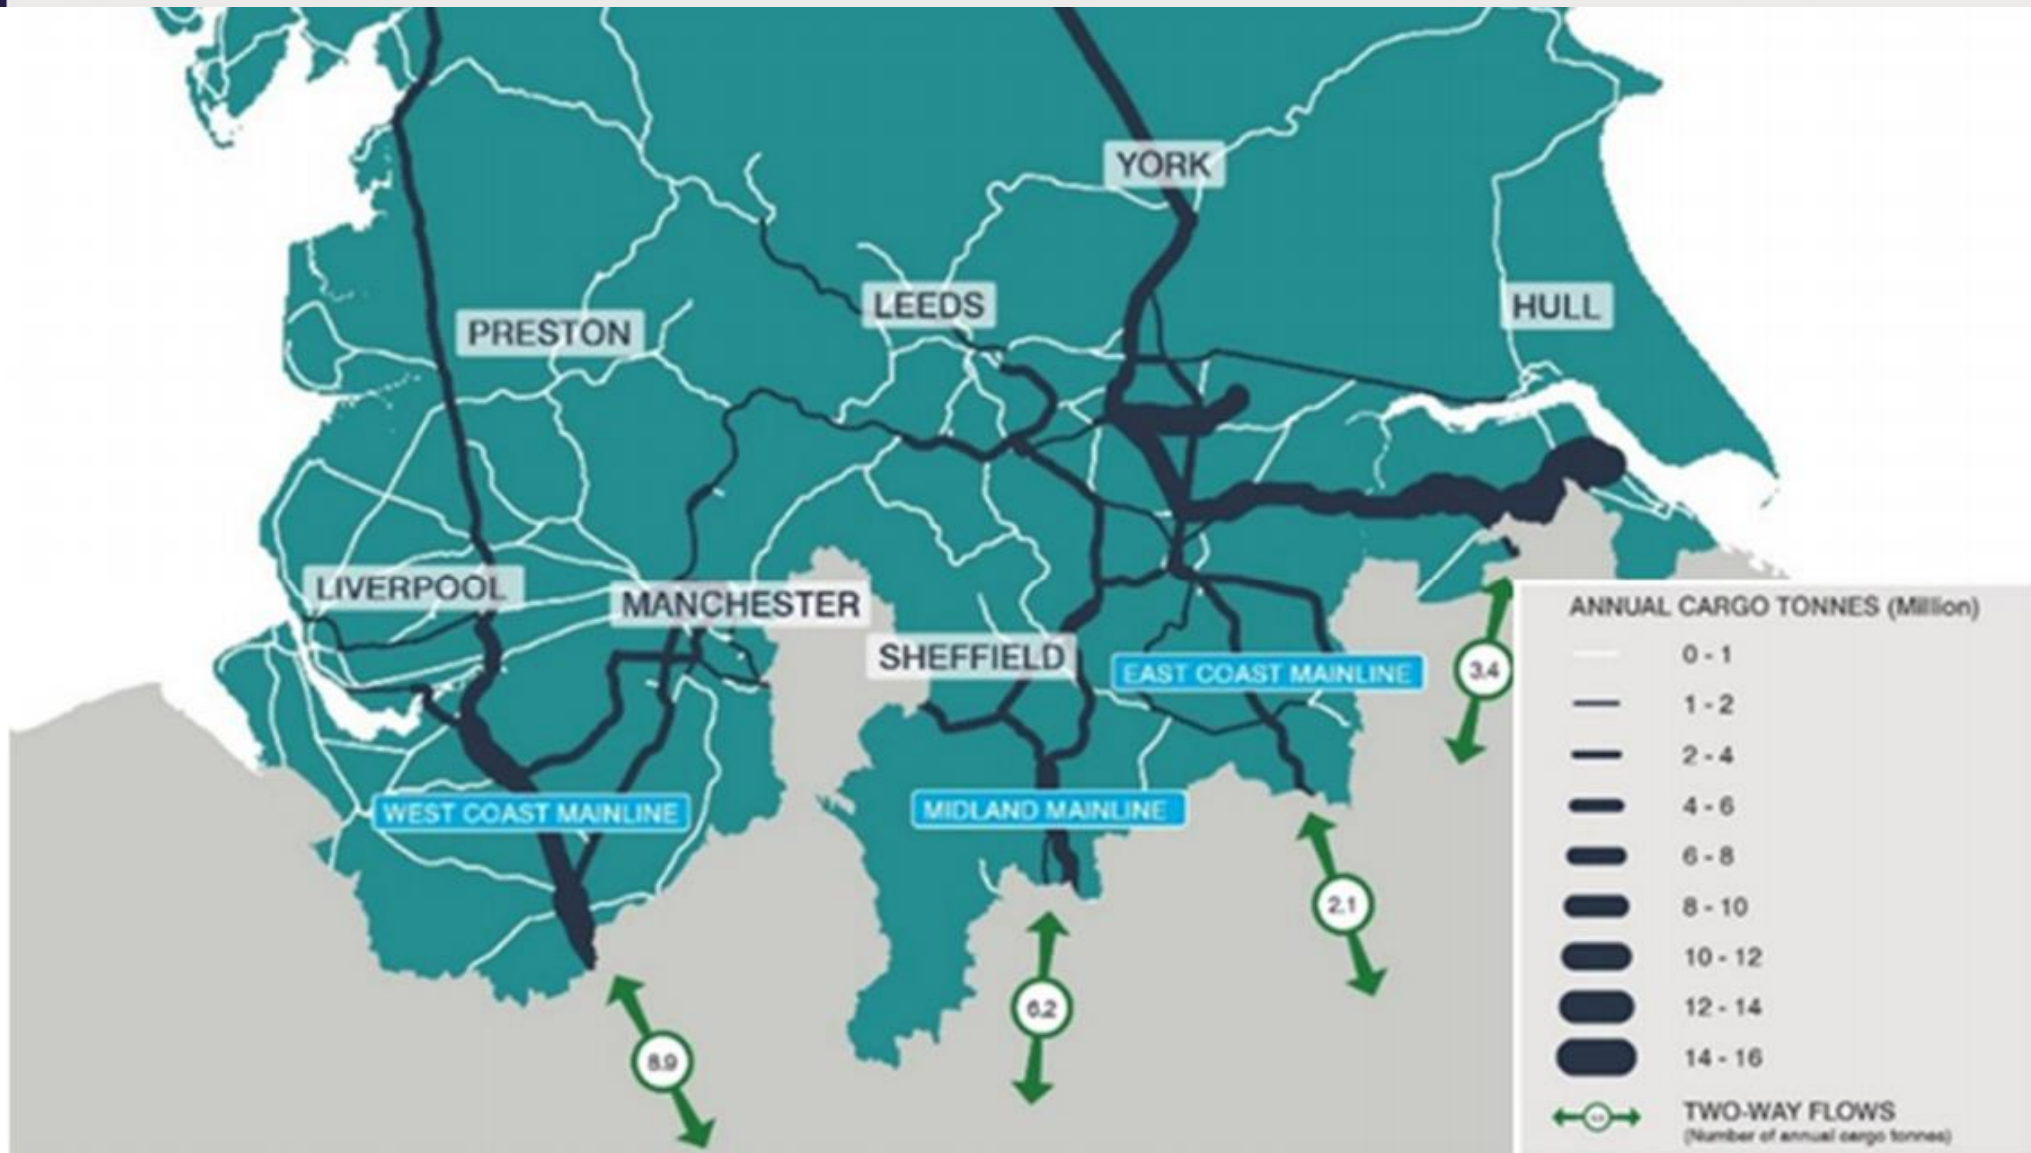 YORK
LEEDS
HULL
PRESTON
LIVERPOOL
MANCHESTER
SHEFFIELD
EAST COAST MAINLINE
WEST COAST MAINLINE
MIDLAND MAINLINE
3.4
2.1
6.2
8.9
ANNUAL CARGO TONNES (Million)
0 - 1
1 - 2
2 - 4
4 - 6
6 - 8
8 - 10
10 - 12
12 - 14
14 - 16
TWO-WAY FLOWS
(Number of annual cargo tonnes)